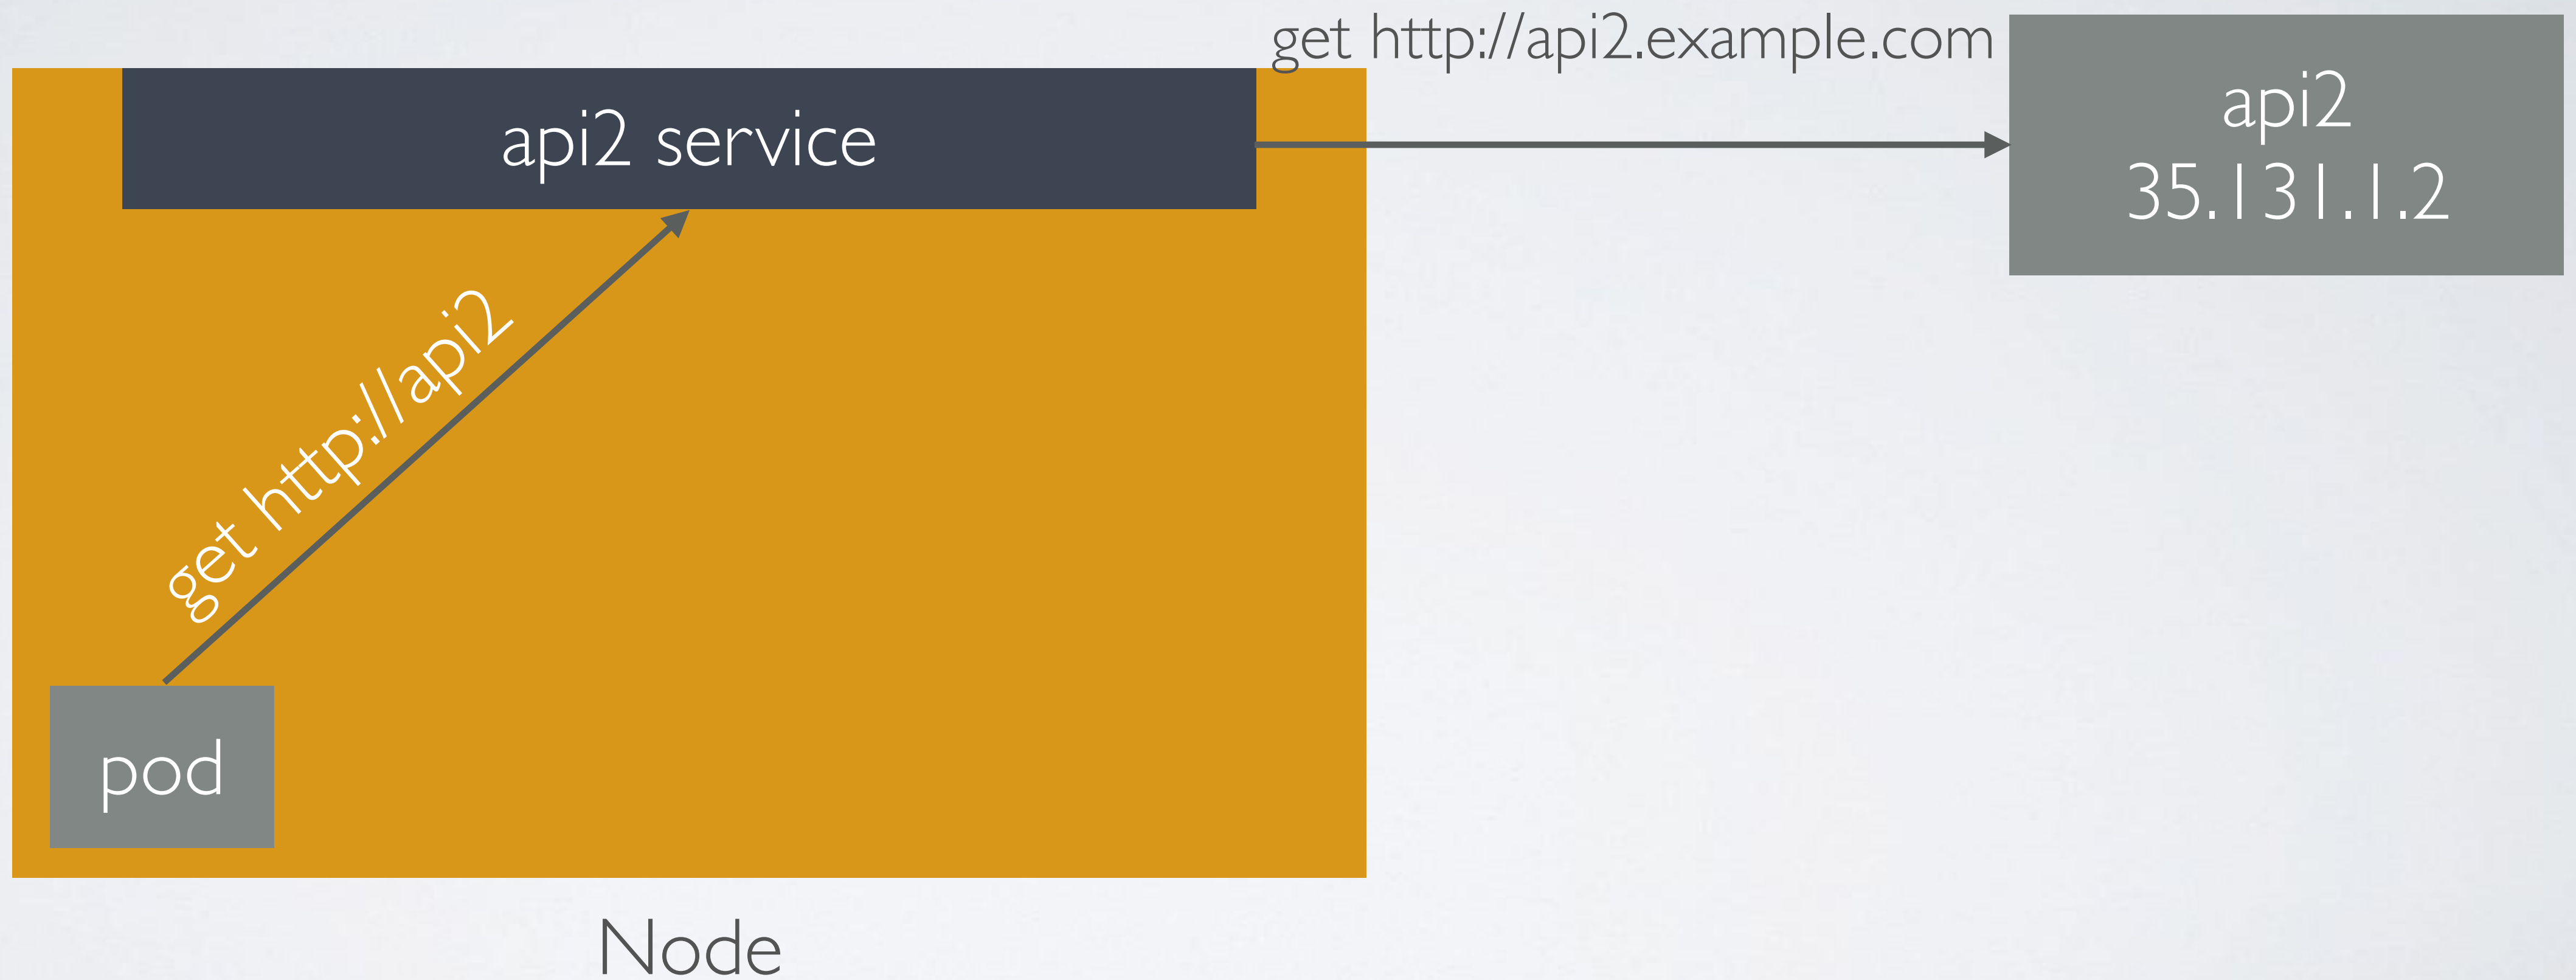 get http://api2.example.com
api2 service
api2
35.131.1.2
get http://api2
pod
Node